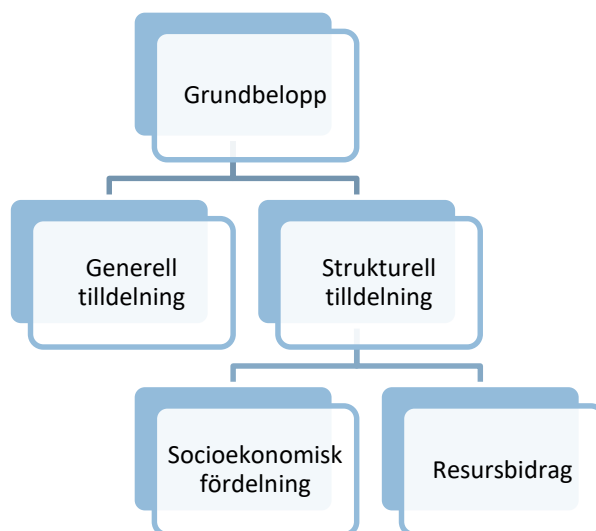 Grundbelopp
Generell
tilldelning
Strukturell
tilldelning
Socioekonomisk
fördelning
Resursbidrag